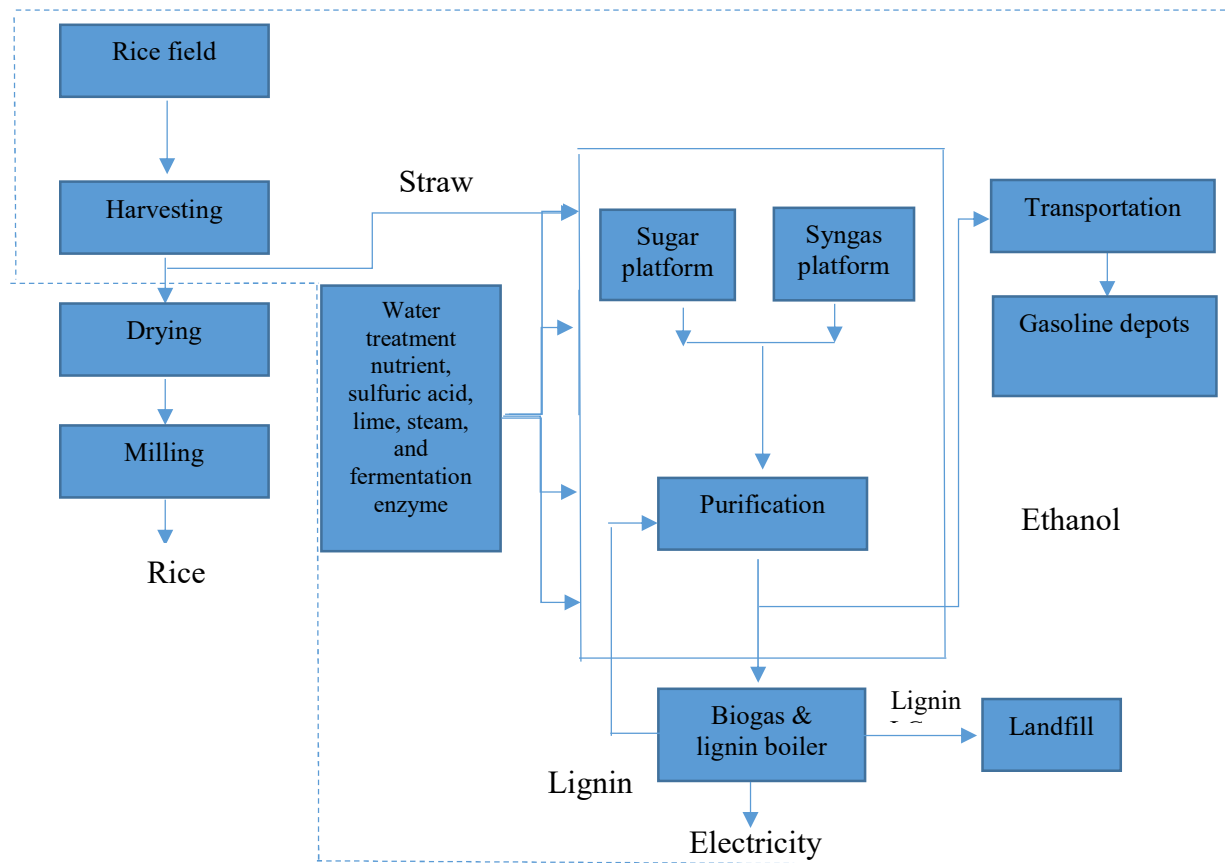 Rice field
Harvesting
Drying
Milling
Rice
Straw
Water
treatment
nutrient,
sulfuric acid,
lime, steam,
and
fermentation
enzyme
Sugar
platform
Syngas
platform
Purification
Biogas &
lignin boiler
Lignin
Electricity
Lignin
Landfill
Transportation
Gasoline depots
Ethanol